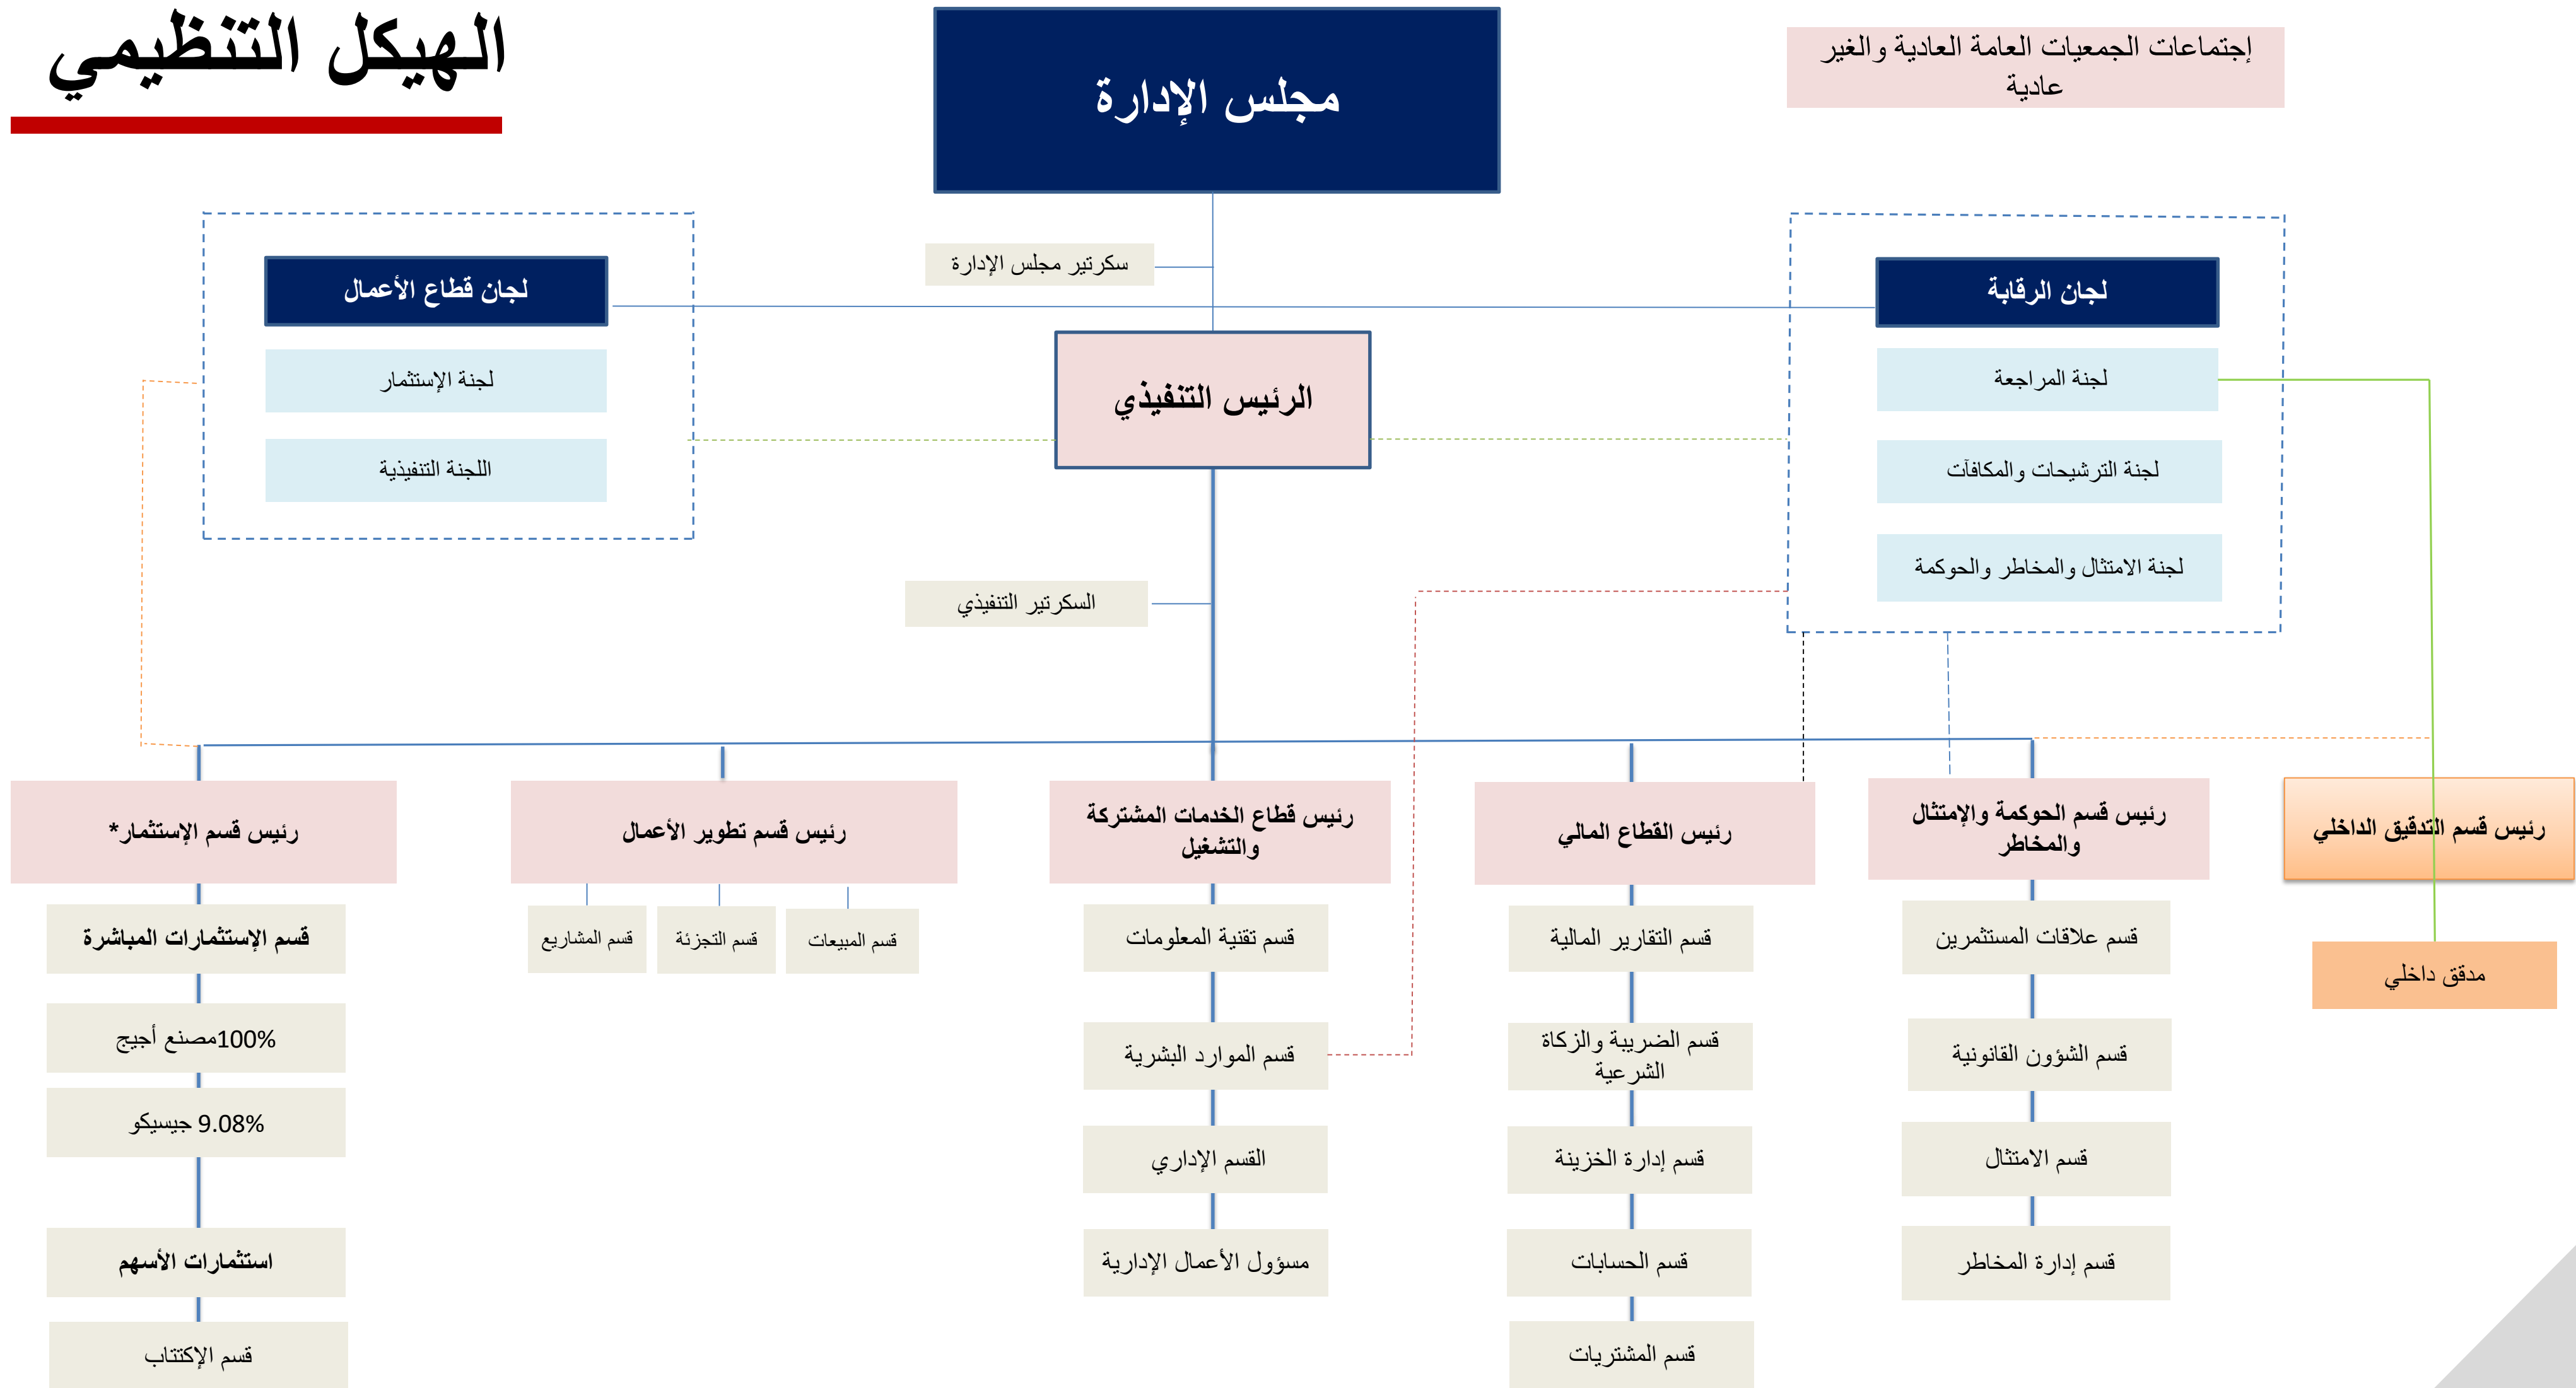 الهيكل التنظيمي
إجتماعات الجمعيات العامة العادية والغير
عادية
مجلس الإدارة
سكرتير مجلس الإدارة
لجان الرقابة
لجنة المراجعة
لجنة الترشيحات والمكافآت
لجنة الامتثال والمخاطر والحوكمة
لجان قطاع الأعمال
لجنة الإستثمار
اللجنة التنفيذية
الرئيس التنفيذي
السكرتير التنفيذي
رئيس قسم التدقيق الداخلي
مدقق داخلي
رئيس قسم الحوكمة والإمتثال
والمخاطر
قسم علاقات المستثمرين
قسم الشؤون القانونية
قسم الامتثال
قسم إدارة المخاطر
رئيس القطاع المالي
قسم التقارير المالية
قسم الضريبة والزكاة
الشرعية
قسم إدارة الخزينة
قسم الحسابات
قسم المشتريات
رئيس قطاع الخدمات المشتركة
والتشغيل
قسم تقنية المعلومات
قسم الموارد البشرية
القسم الإداري
مسؤول الأعمال الإدارية
رئيس قسم تطوير الأعمال
قسم المبيعات
قسم التجزئة
قسم المشاريع
رئيس قسم الإستثمار*
قسم الإستثمارات المباشرة
100%مصنع أجيج
9.08% جيسيكو
استثمارات الأسهم
قسم الإكتتاب